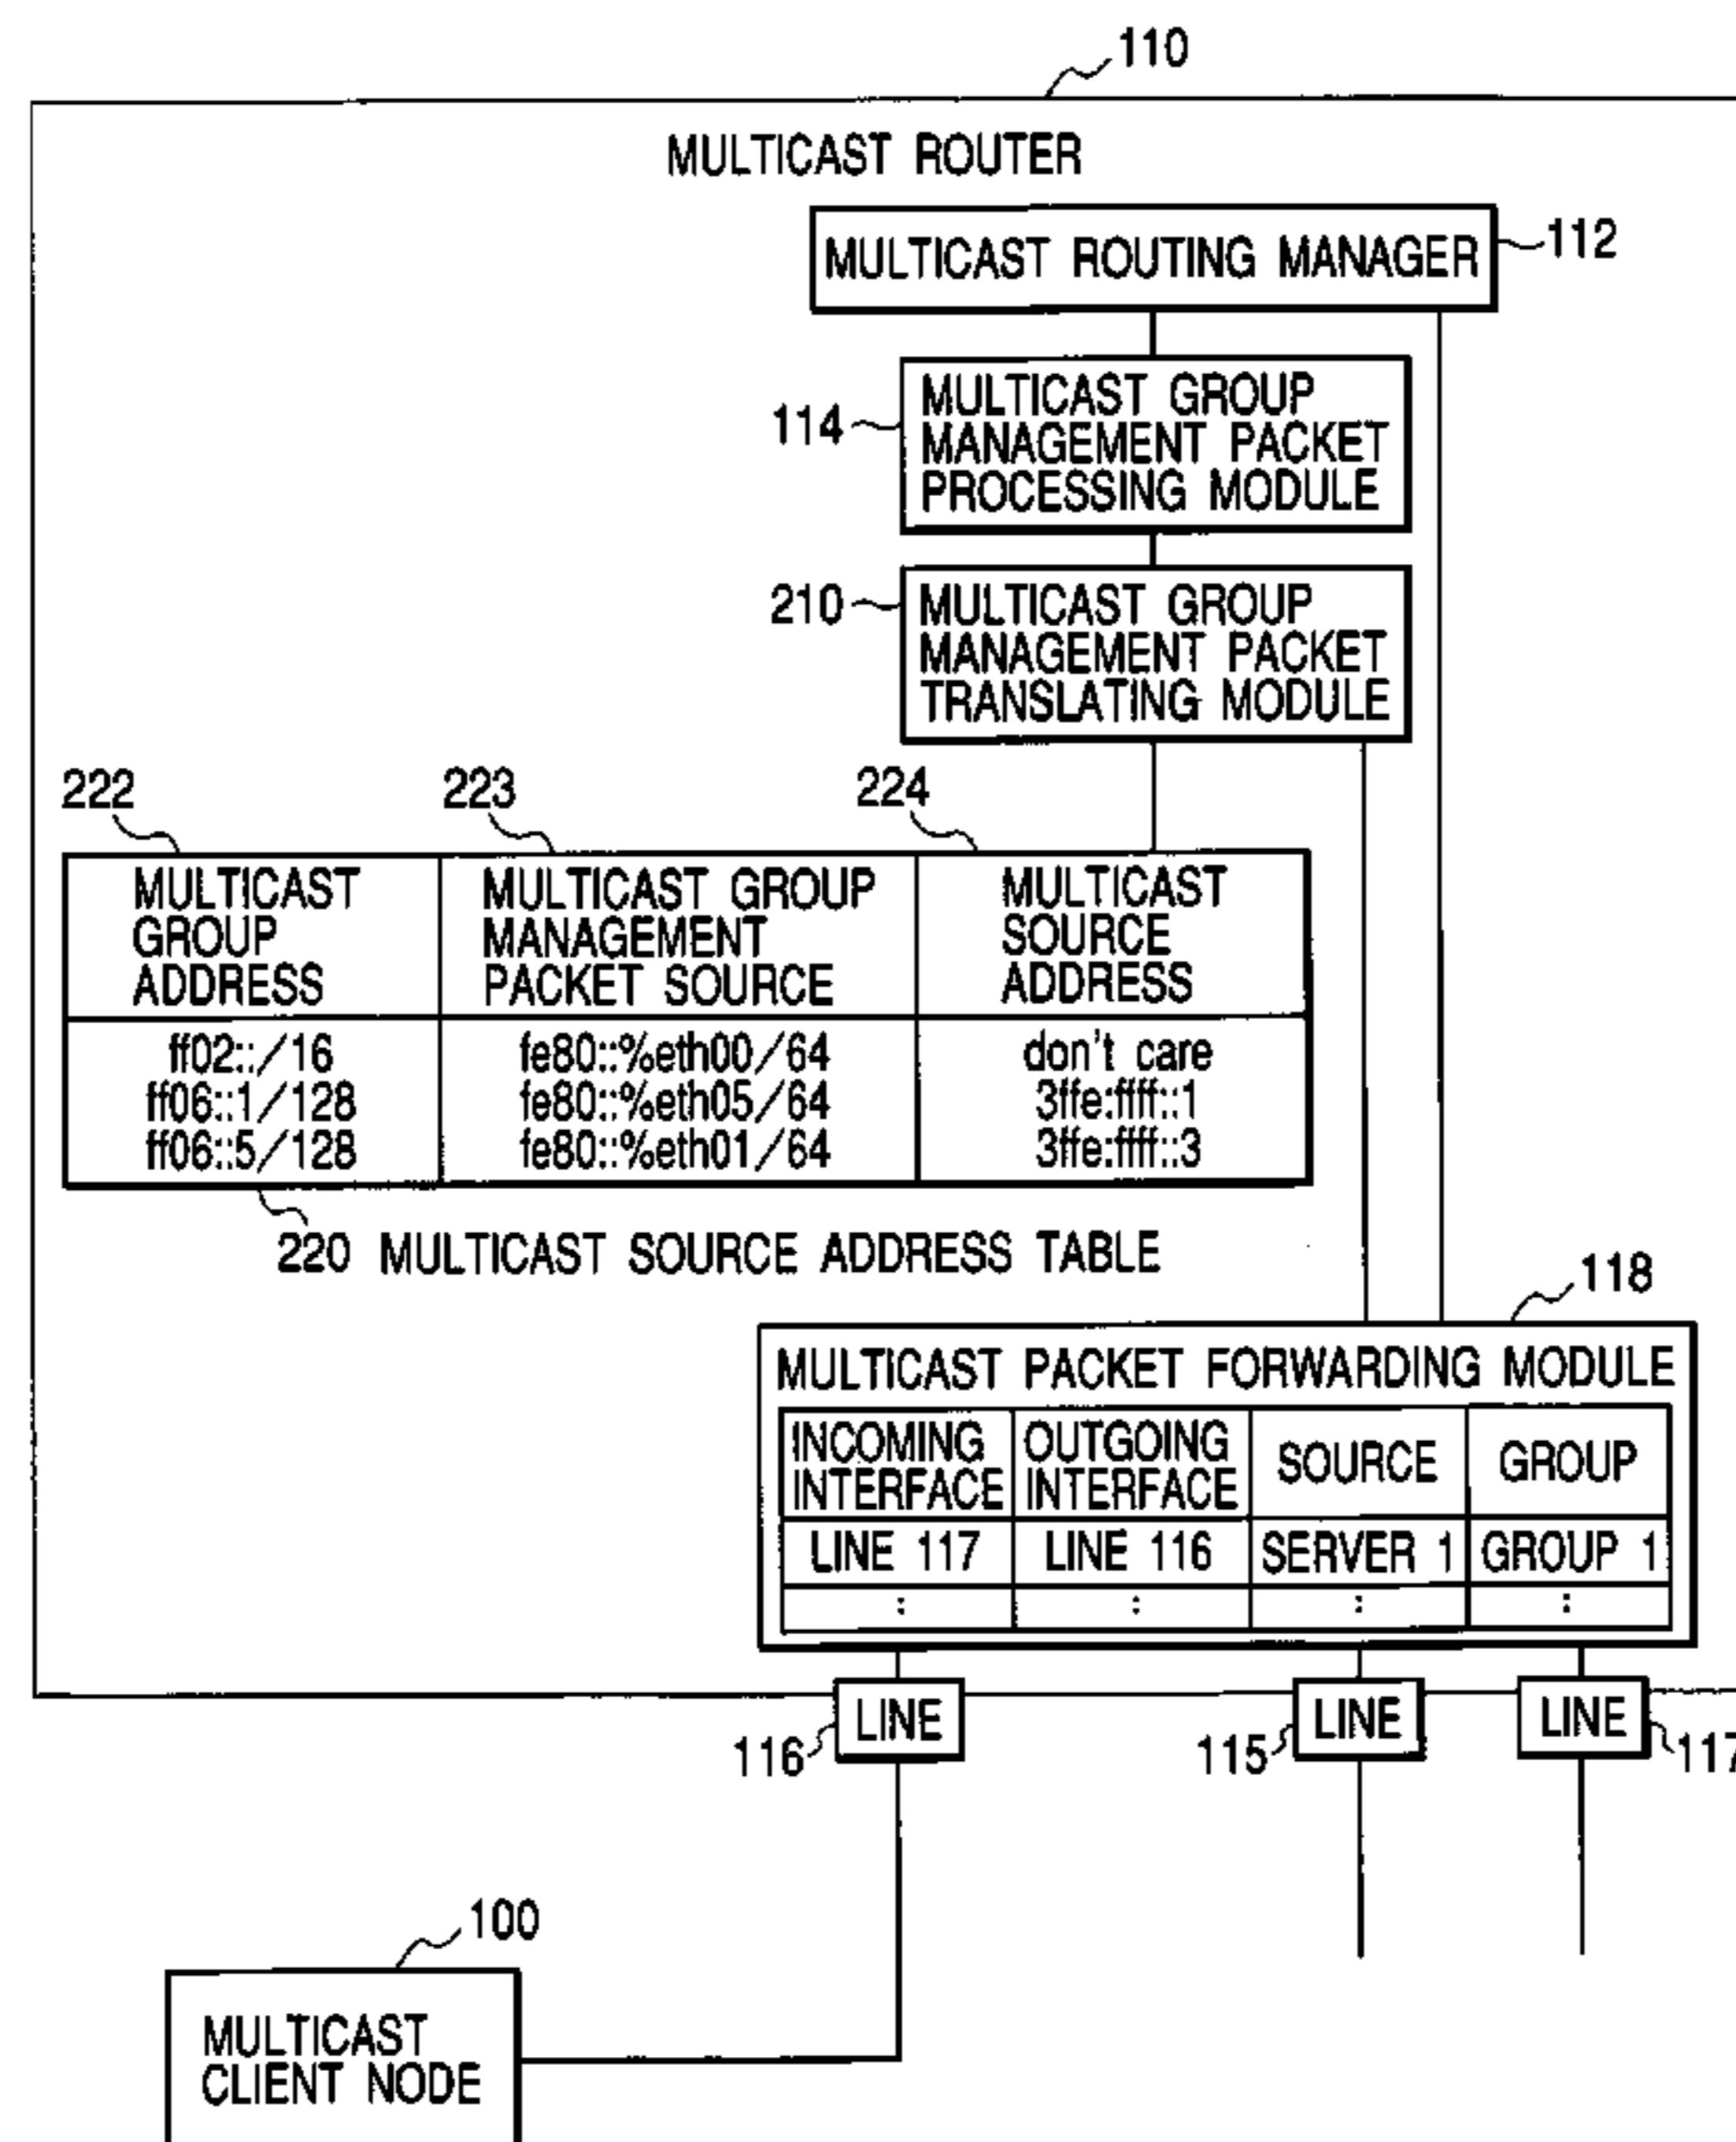 110
MULTICAST ROUTER
MULTICAST ROUTING MANAGER
112
114
MULTICAST GROUP
MANAGEMENT PACKET
PROCESSING MODULE
210
MULTICAST GROUP
MANAGEMENT PACKET
TRANSLATING MODULE
222
223
224
MULTICAST
GROUP
ADDRESS
MULTICAST GROUP
MANAGEMENT
PACKET SOURCE
MULTICAST
SOURCE
ADDRESS
ff02::/16 fe80::%eth00/64 don't care
ff06::1/128 fe80::%eth05/64 3ffe:ffff::1
ff06::5/128 fe80::%eth01/64 3ffe:ffff::3
220 MULTICAST SOURCE ADDRESS TABLE
118
MULTICAST PACKET FORWARDING MODULE
INCOMING
INTERFACE
OUTGOING
INTERFACE
SOURCE
GROUP
LINE 117 LINE 116 SERVER 1 GROUP 1
: : : :
LINE
116
LINE
115
LINE
117
100
MULTICAST
CLIENT NODE